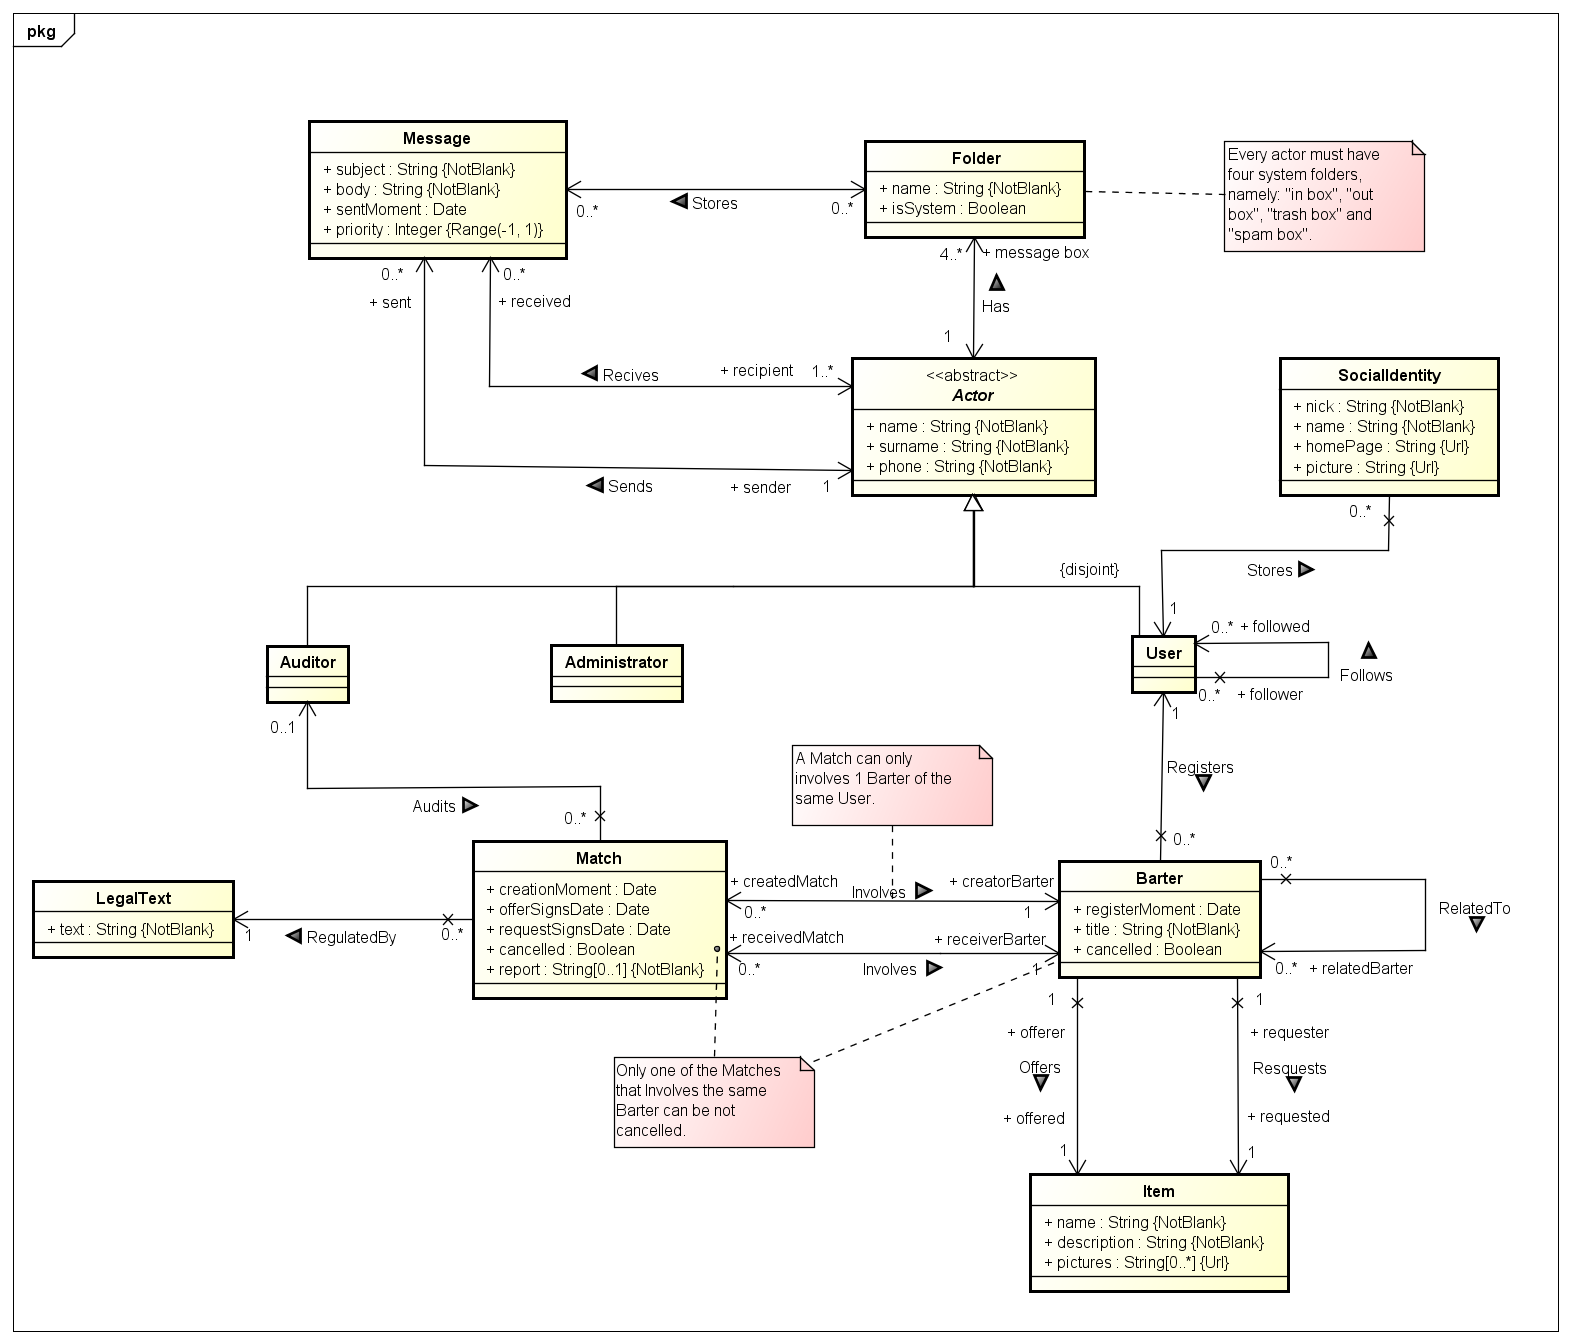 pkg
Message
+ subject : String {NotBlank}
+ body : String {NotBlank}
+ sentMoment : Date
+ priority : Integer {Range(-1, 1)}
Folder
+ name : String {NotBlank}
+ isSystem : Boolean
Every actor must have
four system folders,
namely: "in box", "out
box", "trash box" and
"spam box".
0..*
Stores
0..*
4..*
+ message box
Has
1
0..*
+ sent
0..*
+ received
Recives
+ recipient
1..*
Sends
+ sender
1
<<abstract>>
Actor
+ name : String {NotBlank}
+ surname : String {NotBlank}
+ phone : String {NotBlank}
SocialIdentity
+ nick : String {NotBlank}
+ name : String {NotBlank}
+ homePage : String {Url}
+ picture : String {Url}
0..*
Stores
1
{disjoint}
Auditor
Administrator
User
0..*
+ followed
Follows
0..*
+ follower
0..1
Audits
0..*
1
Registers
0..*
A Match can only
involves 1 Barter of the
same User.
LegalText
+ text : String {NotBlank}
1
RegulatedBy
0..*
Match
+ creationMoment : Date
+ offerSignsDate : Date
+ requestSignsDate : Date
+ cancelled : Boolean
+ report : String[0..1] {NotBlank}
+ createdMatch
0..*
Involves
+ creatorBarter
1
+ receivedMatch
0..*
Involves
+ receiverBarter
1
Barter
+ registerMoment : Date
+ title : String {NotBlank}
+ cancelled : Boolean
0..*
RelatedTo
0..*
+ relatedBarter
Only one of the Matches
that Involves the same
Barter can be not
cancelled.
1
+ offerer
Offers
+ offered
1
1
+ requester
Resquests
+ requested
1
Item
+ name : String {NotBlank}
+ description : String {NotBlank}
+ pictures : String[0..*] {Url}